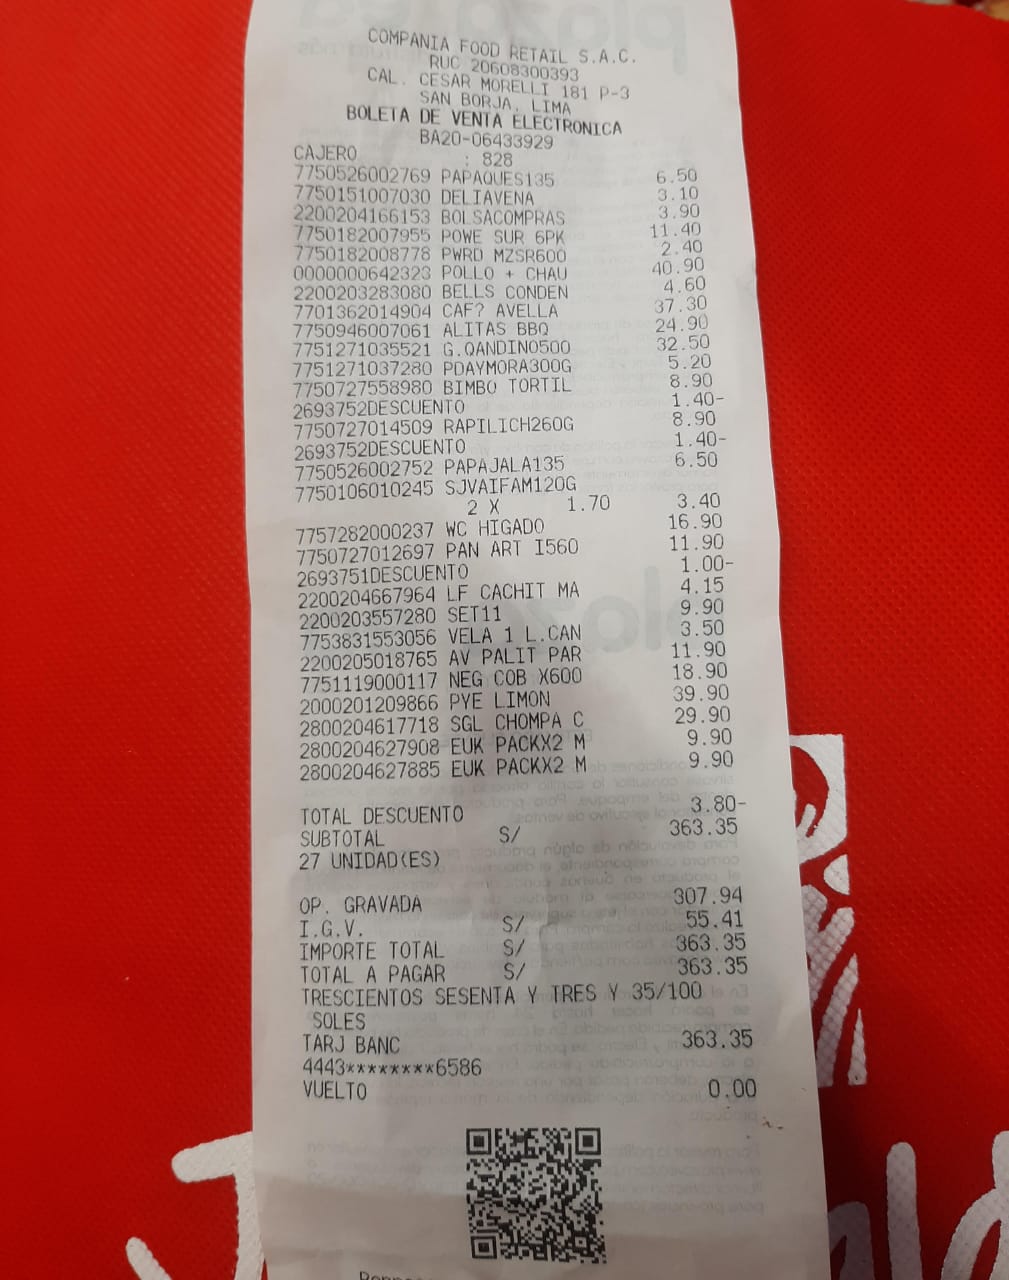 COMPANIA FOOD RETAIL S.A.C.
RUC 20608300393
CAL. CESAR MORELLI 181 P-3
SAN BORJA, LIMA
BOLETA DE VENTA ELECTRONICA
BA20-06433929
CAJERO : 828
7750526002769 PAPAQUES135 6.50
7750151007030 DELIAVENA 3.10
2200204166153 BOLSACOMPRAS 3.90
7750182007955 POWE SUR 6PK 11.40
7750182008778 PWRD MZSR600 2.40
0000000642323 POLLO + CHAU 40.90
2200203283080 BELLS CONDEN 4.60
7701362014904 CAF? AVELLA 37.30
7750946007061 ALITAS BBQ 24.90
7751271035521 G.QANDINO500 32.50
7751271037280 PDAYMORA300G 5.20
7750727558980 BIMBO TORTIL 8.90
2693752DESCUENTO 1.40-
7750727014509 RAPILICH260G 8.90
2693752DESCUENTO 1.40-
7750526002752 PAPAJALA135 6.50
7750106010245 SJVAIFAM120G
2 X 1.70 3.40
7757282000237 WC HIGADO 16.90
7750727012697 PAN ART I560 11.90
2693751DESCUENTO 1.00-
2200204667964 LF CACHIT MA 4.15
2200203557280 SET11 9.90
7753831553056 VELA 1 L.CAN 3.50
2200205018765 AV PALIT PAR 11.90
7751119000117 NEG COB X600 18.90
2000201209866 PYE LIMON 39.90
2800204617718 SGL CHOMPA C 29.90
2800204627908 EUK PACKX2 M 9.90
2800204627885 EUK PACKX2 M 9.90
TOTAL DESCUENTO 3.80-
SUBTOTAL S/ 363.35
27 UNIDAD(ES)
OP. GRAVADA 307.94
I.G.V. S/ 55.41
IMPORTE TOTAL S/ 363.35
TOTAL A PAGAR S/ 363.35
TRESCIENTOS SESENTA Y TRES Y 35/100
SOLES
TARJ BANC 363.35
4443********6586
VUELTO 0.00